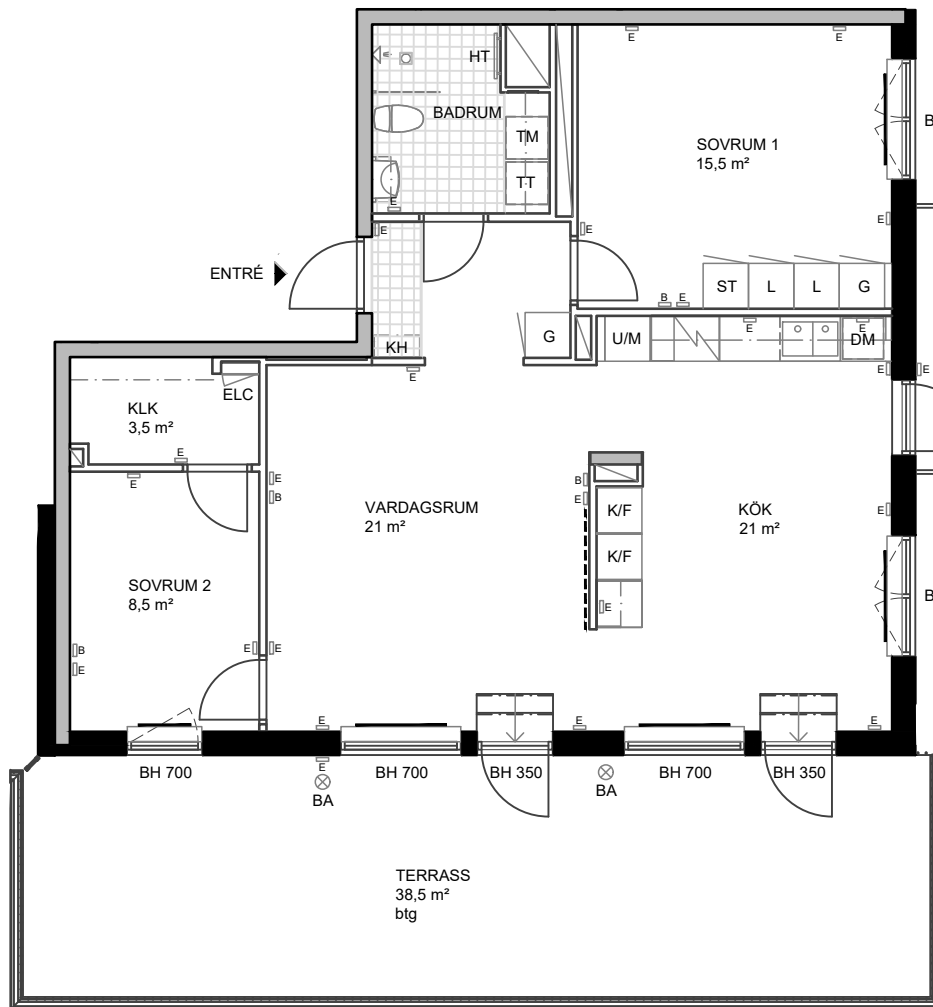 E
E
HT
BADRUM
TM
TT
E
SOVRUM 1
15,5 m²
B
E
E
E
ENTRÉ
B
E
ST
L
L
G
KH
G
U/M
E
E
DM
E
E
E
ELC
KLK
3,5 m²
E
E
E
B
VARDAGSRUM
21 m²
B
E
K/F
K/F
E
KÖK
21 m²
E
B
SOVRUM 2
8,5 m²
B
E
E
E
E
E
E
BH 700
E
BA
BH 700
BH 350
BA
BH 700
BH 350
TERRASS
38,5 m²
btg